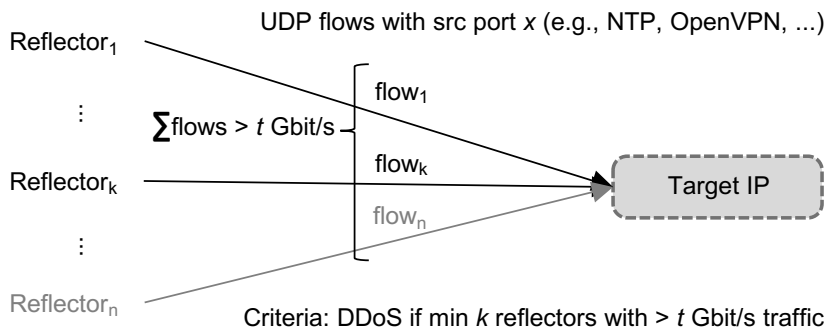 UDP flows with src port x (e.g., NTP, OpenVPN, ...)
Reflector₁
flow₁
⋮
∑flows > t Gbit/s
Reflectorₖ
flowₖ
Target IP
flowₙ
⋮
Reflectorₙ
Criteria: DDoS if min k reflectors with > t Gbit/s traffic